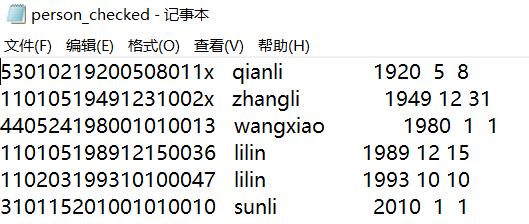 person_checked - 记事本
文件(F) 编辑(E) 格式(O) 查看(V) 帮助(H)
53010219200508011x qianli 1920 5 8
11010519491231002x zhangli 1949 12 31
440524198001010013 wangxiao 1980 1 1
110105198912150036 lilin 1989 12 15
110203199310100047 lilin 1993 10 10
310115201001010010 sunli 2010 1 1